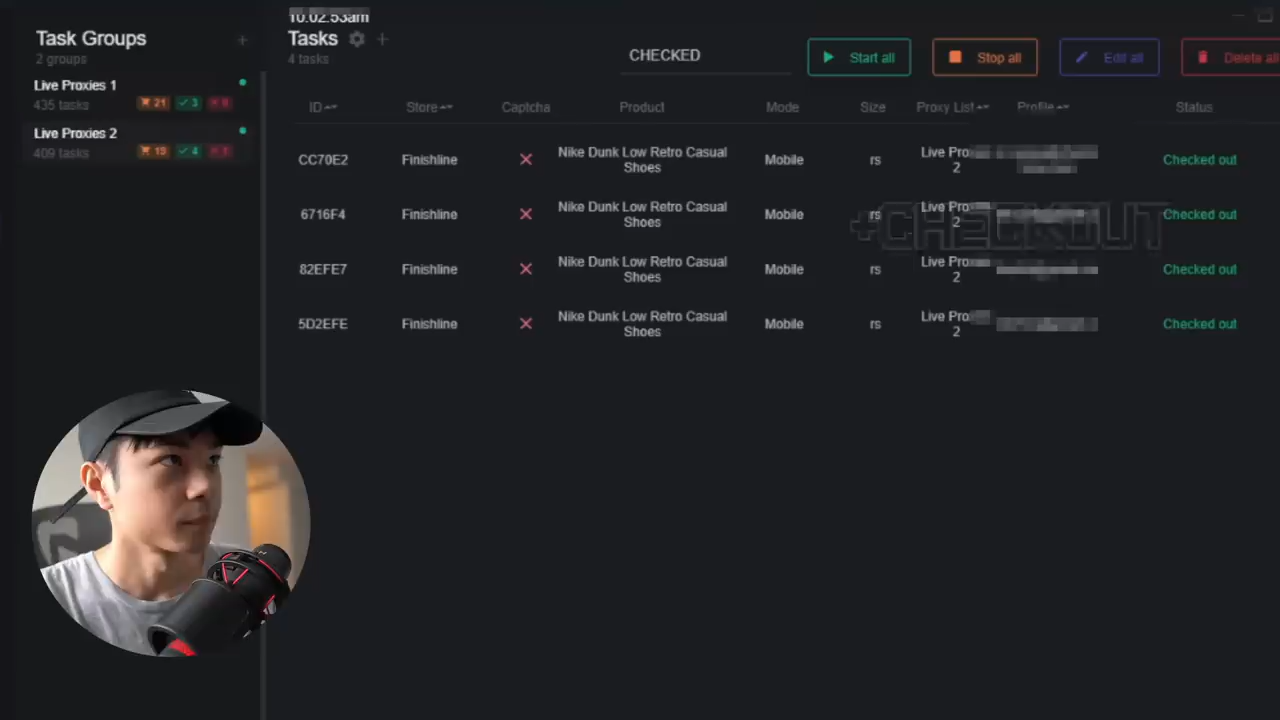 10:02:53am
Task Groups
2 groups
Live Proxies 1
435 tasks
21
3
Live Proxies 2
409 tasks
4
Tasks
4 tasks
CHECKED
Start all
Stop all
Edit all
Delete all
ID Store Captcha Product Mode Size Proxy List Profile Status
CC70E2 Finishline Nike Dunk Low Retro Casual Mobile rs Live 2 Checked out
Shoes
6716F4 Finishline Nike Dunk Low Retro Casual Mobile rs Live 2 Checked out
Shoes
+CHECKOUT
82EFE7 Finishline Nike Dunk Low Retro Casual Mobile rs Live 2 Checked out
Shoes
5D2EFE Finishline Nike Dunk Low Retro Casual Mobile rs Live 2 Checked out
Shoes